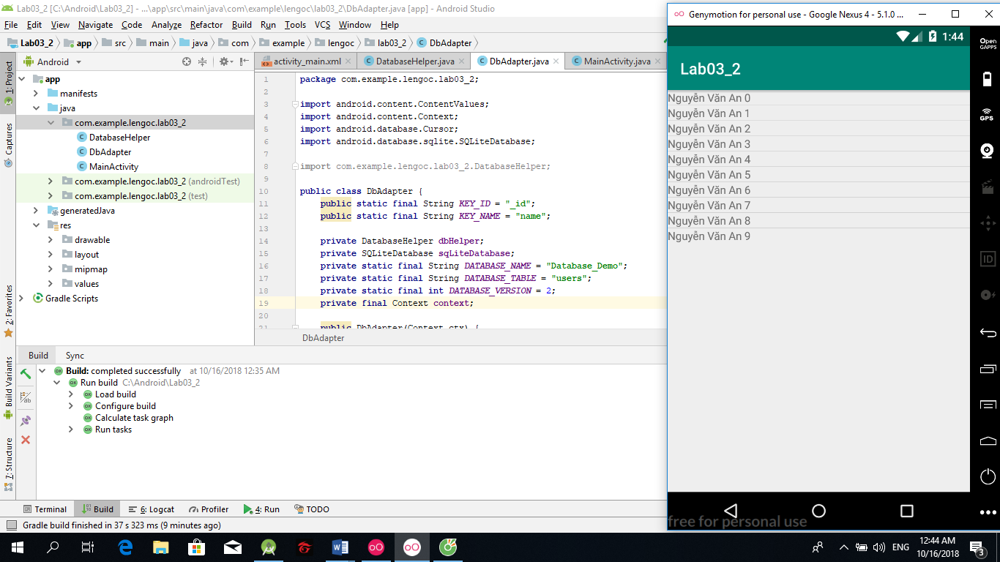 Lab03_2 [C:\Android\Lab03_2] - ...\app\src\main\java\com\example\lengoc\lab03_2\DbAdapter.java [app] - Android Studio
File Edit View Navigate Code Analyze Refactor Build Run Tools VCS Window Help
Lab03_2 app src main java com example lengoc lab03_2 DbAdapter
1: Project
Captures
2: Favorites
Build Variants
7: Structure
Android
app
manifests
java
com.example.lengoc.lab03_2
DatabaseHelper
DbAdapter
MainActivity
com.example.lengoc.lab03_2 (androidTest)
com.example.lengoc.lab03_2 (test)
generatedJava
res
drawable
layout
mipmap
values
Gradle Scripts
activity_main.xml DatabaseHelper.java DbAdapter.java MainActivity.java
1 package com.example.lengoc.lab03_2;
2
3 import android.content.ContentValues;
4 import android.content.Context;
5 import android.database.Cursor;
6 import android.database.sqlite.SQLiteDatabase;
7
8 import com.example.lengoc.lab03_2.DatabaseHelper;
9
10 public class DbAdapter {
11 public static final String KEY_ID = "_id";
12 public static final String KEY_NAME = "name";
13
14 private DatabaseHelper dbHelper;
15 private SQLiteDatabase sqLiteDatabase;
16 private static final String DATABASE_NAME = "Database_Demo";
17 private static final String DATABASE_TABLE = "users";
18 private static final int DATABASE_VERSION = 2;
19 private final Context context;
20
21 public DbAdapter(Context ctx) {
DbAdapter
Build Sync
Build: completed successfully at 10/16/2018 12:35 AM
Run build C:\Android\Lab03_2
Load build
Configure build
Calculate task graph
Run tasks
Terminal Build 6: Logcat Profiler 4: Run TODO
Gradle build finished in 37 s 323 ms (9 minutes ago)
Genymotion for personal use - Google Nexus 4 - 5.1.0 ...
1:44
Lab03_2
Nguyễn Văn An 0
Nguyễn Văn An 1
Nguyễn Văn An 2
Nguyễn Văn An 3
Nguyễn Văn An 4
Nguyễn Văn An 5
Nguyễn Văn An 6
Nguyễn Văn An 7
Nguyễn Văn An 8
Nguyễn Văn An 9
free for personal use
Open
GAPPS
GPS
ID
ENG
12:44 AM
10/16/2018
3